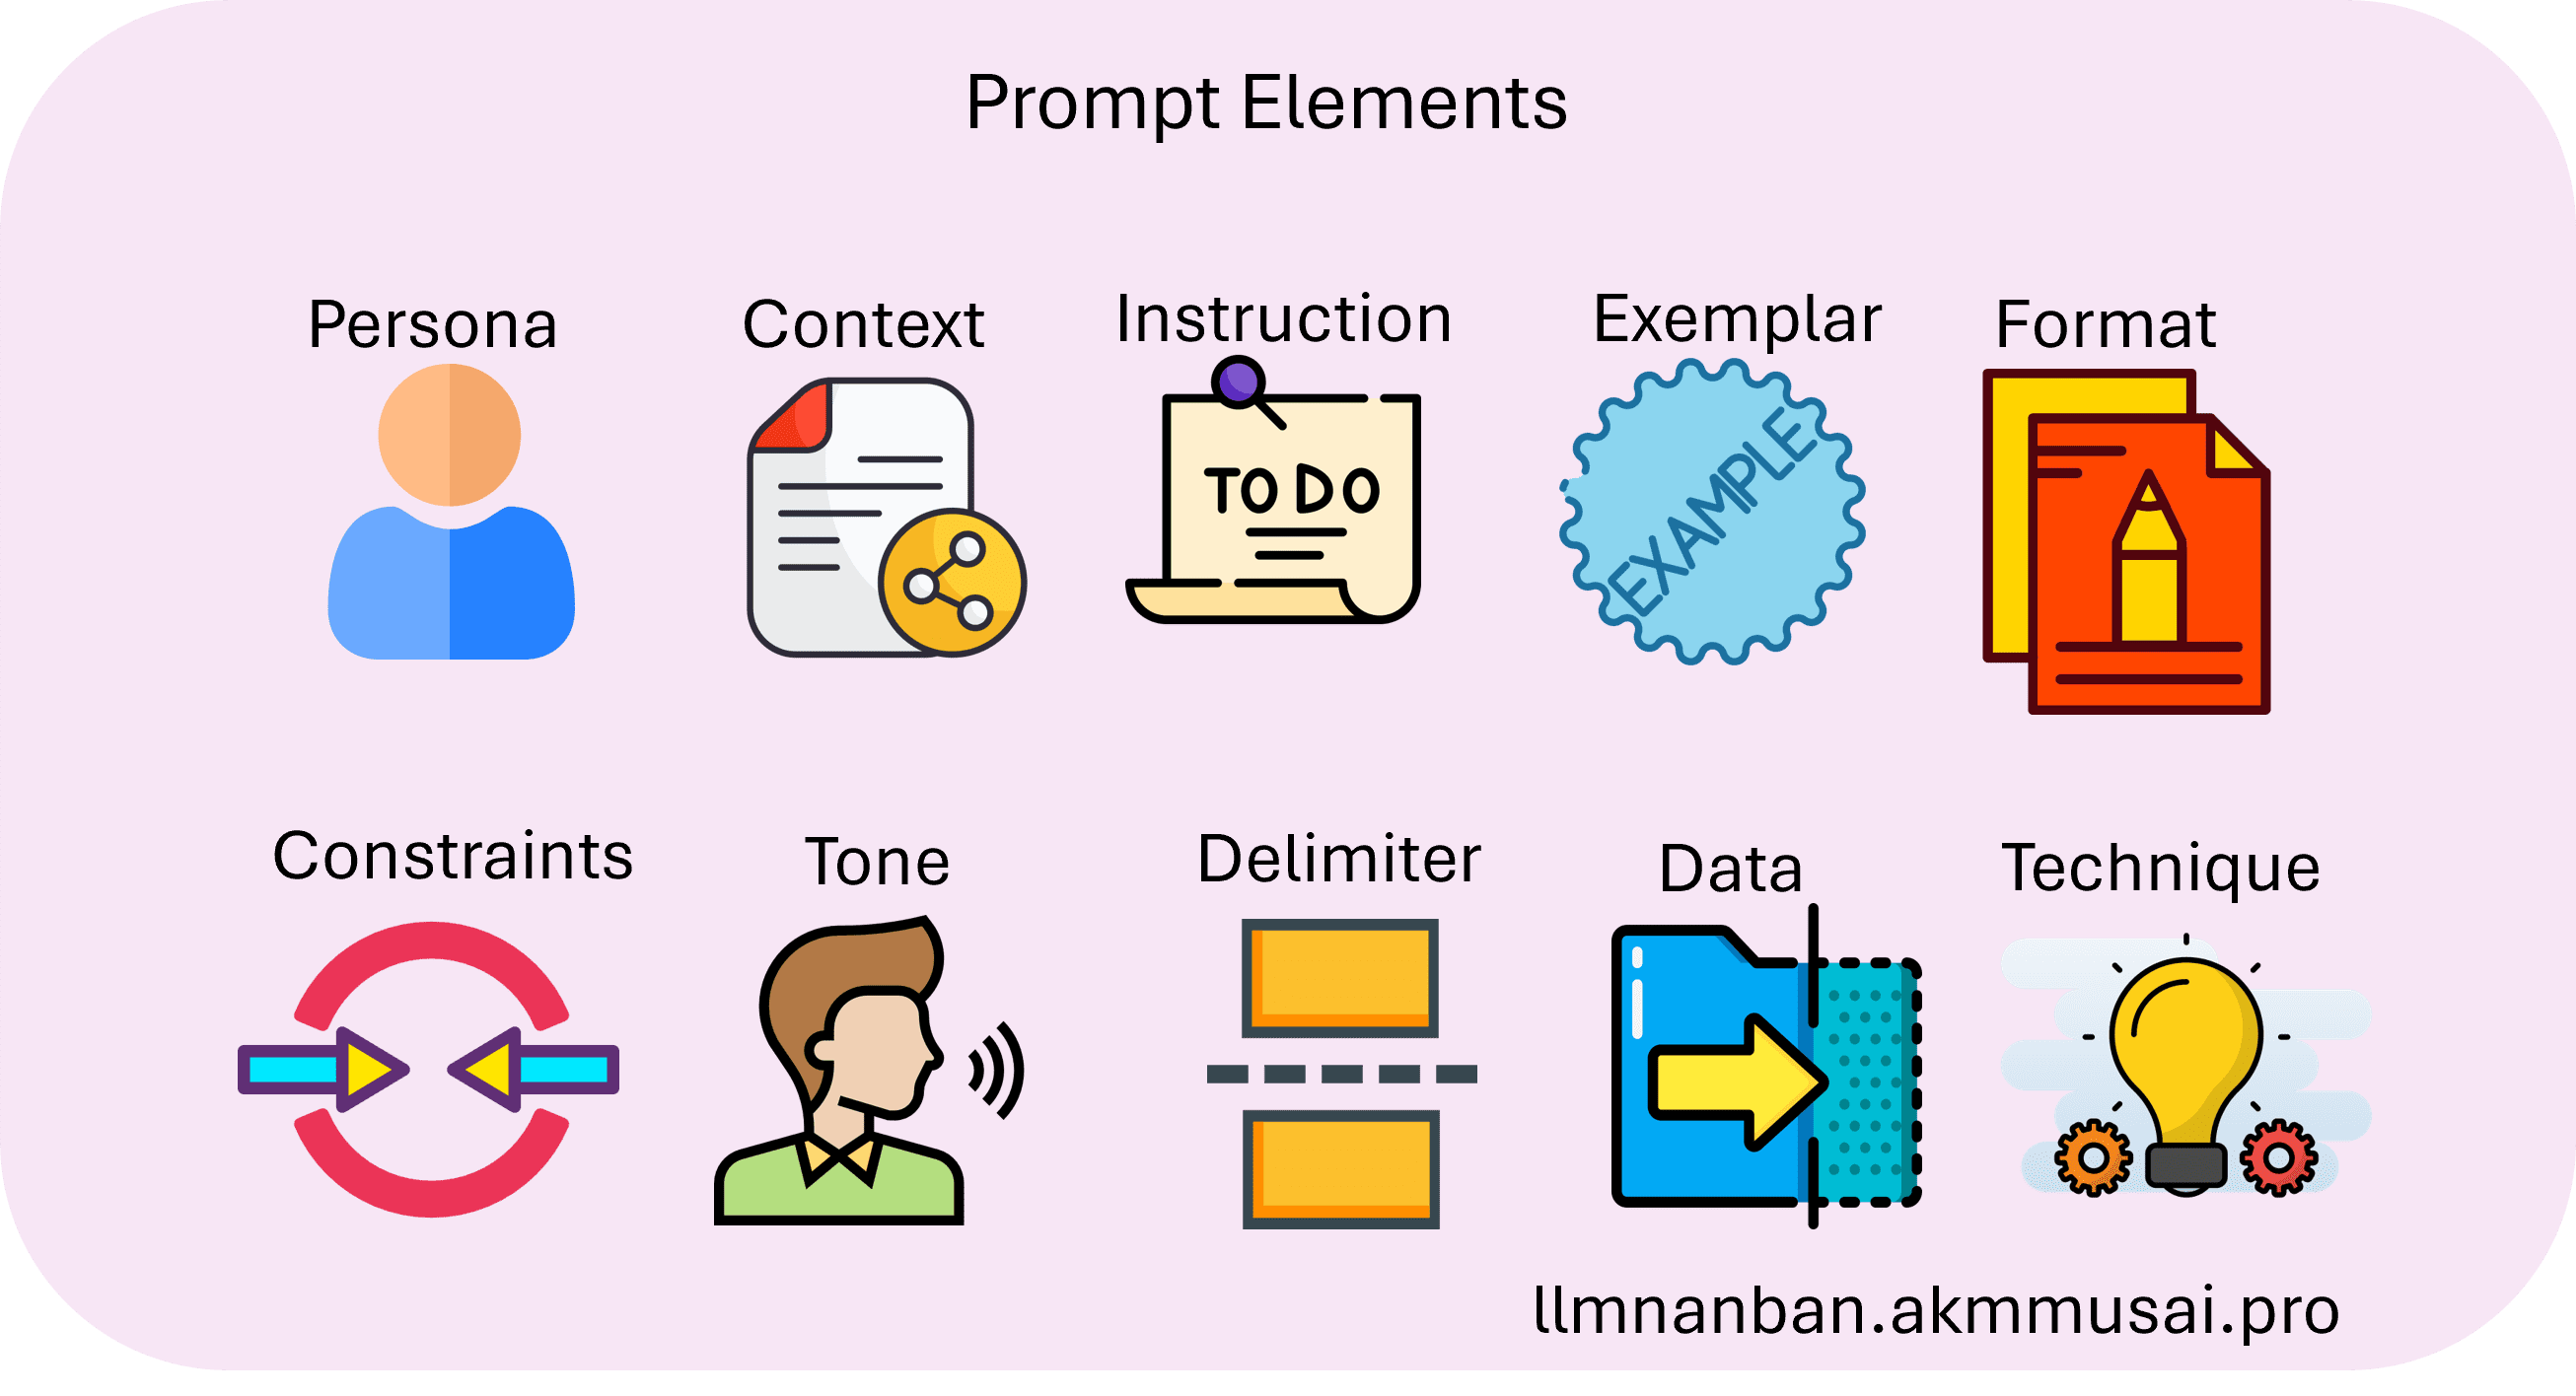 Prompt Elements
Persona
Context
Instruction
Exemplar
Format
TO DO
EXAMPLE
Constraints
Tone
Delimiter
Data
Technique
llmnanban.akmmusai.pro